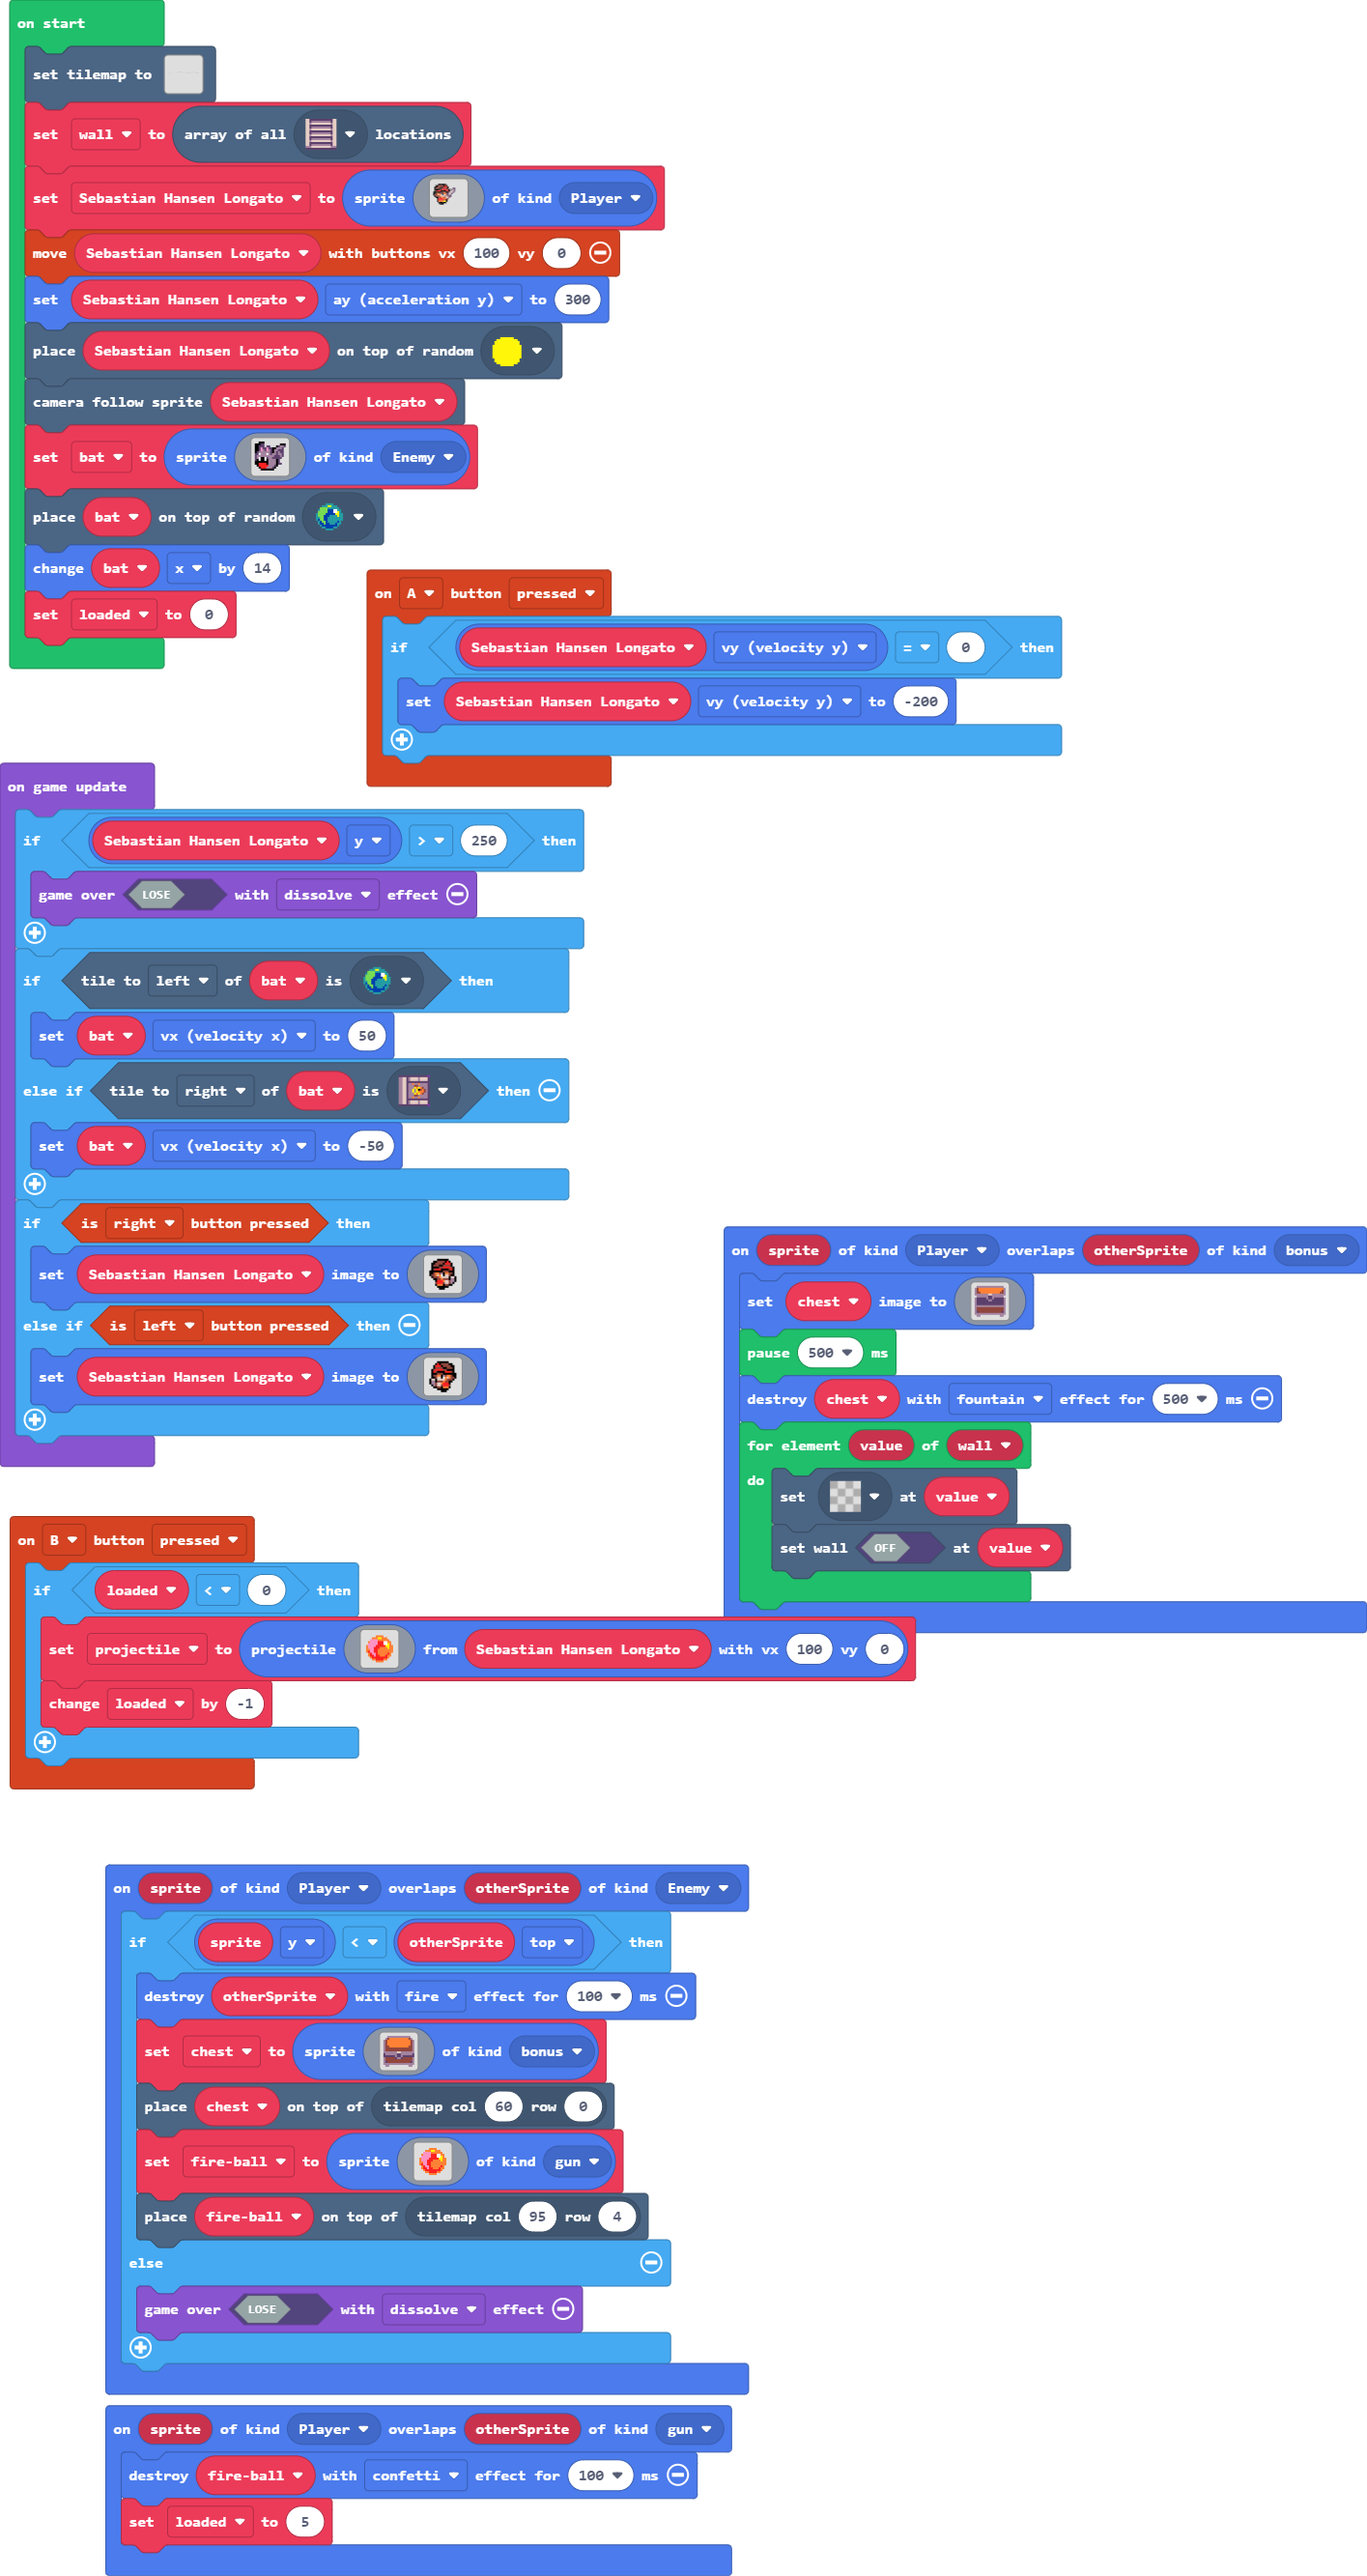 on start
set tilemap to
set wall to array of all locations
set Sebastian Hansen Longato to sprite of kind Player
move Sebastian Hansen Longato with buttons vx 100 vy 0
set Sebastian Hansen Longato ay (acceleration y) to 300
place Sebastian Hansen Longato on top of random
camera follow sprite Sebastian Hansen Longato
set bat to sprite of kind Enemy
place bat on top of random
change bat x by 14
set loaded to 0
on A button pressed
if Sebastian Hansen Longato vy (velocity y) = 0 then
set Sebastian Hansen Longato vy (velocity y) to -200
on game update
if Sebastian Hansen Longato y > 250 then
game over LOSE with dissolve effect
if tile to left of bat is then
set bat vx (velocity x) to 50
else if tile to right of bat is then
set bat vx (velocity x) to -50
if is right button pressed then
set Sebastian Hansen Longato image to
else if is left button pressed then
set Sebastian Hansen Longato image to
on sprite of kind Player overlaps otherSprite of kind bonus
set chest image to
pause 500 ms
destroy chest with fountain effect for 500 ms
for element value of wall
do
set at value
set wall OFF at value
on B button pressed
if loaded < 0 then
set projectile to projectile from Sebastian Hansen Longato with vx 100 vy 0
change loaded by -1
on sprite of kind Player overlaps otherSprite of kind Enemy
if sprite y < otherSprite top then
destroy otherSprite with fire effect for 100 ms
set chest to sprite of kind bonus
place chest on top of tilemap col 60 row 0
set fire-ball to sprite of kind gun
place fire-ball on top of tilemap col 95 row 4
else
game over LOSE with dissolve effect
on sprite of kind Player overlaps otherSprite of kind gun
destroy fire-ball with confetti effect for 100 ms
set loaded to 5